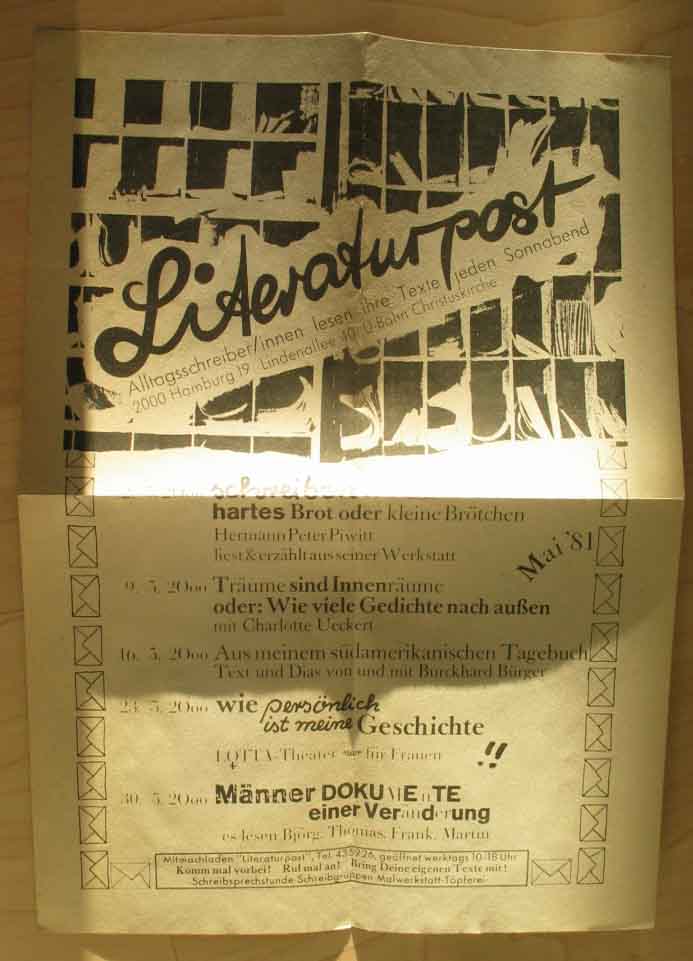 Literaturpost
Alltagsschreiber/innen lesen ihre Texte jeden Sonnabend
2000 Hamburg 19 Lindenallee 40 U-Bahn Christuskirche
schreiben
hartes Brot oder kleine Brötchen
Hermann Peter Piwitt
liest & erzählt aus seiner Werkstatt
Mai '81
9. 5. 20oo Träume sind Innenräume
oder: Wie viele Gedichte nach außen
mit Charlotte Ueckert
16. 5. 20oo Aus meinem südamerikanischen Tagebuch
Text und Dias von und mit Burckhard Bürger
23. 5. 20oo wie persönlich
ist meine Geschichte
LOTTA-Theater nur für Frauen !!
30. 5. 20oo Männer DOKUMEnTE
einer Veränderung
es lesen Björg, Thomas, Frank, Martin
Mitmachladen "Literaturpost", Tel. 435926, geöffnet werktags 10-18 Uhr
Komm mal vorbei! Ruf mal an! Bring Deine eigenen Texte mit!
Schreibsprechstunde Schreibgruppen Malwerkstatt-Töpferei